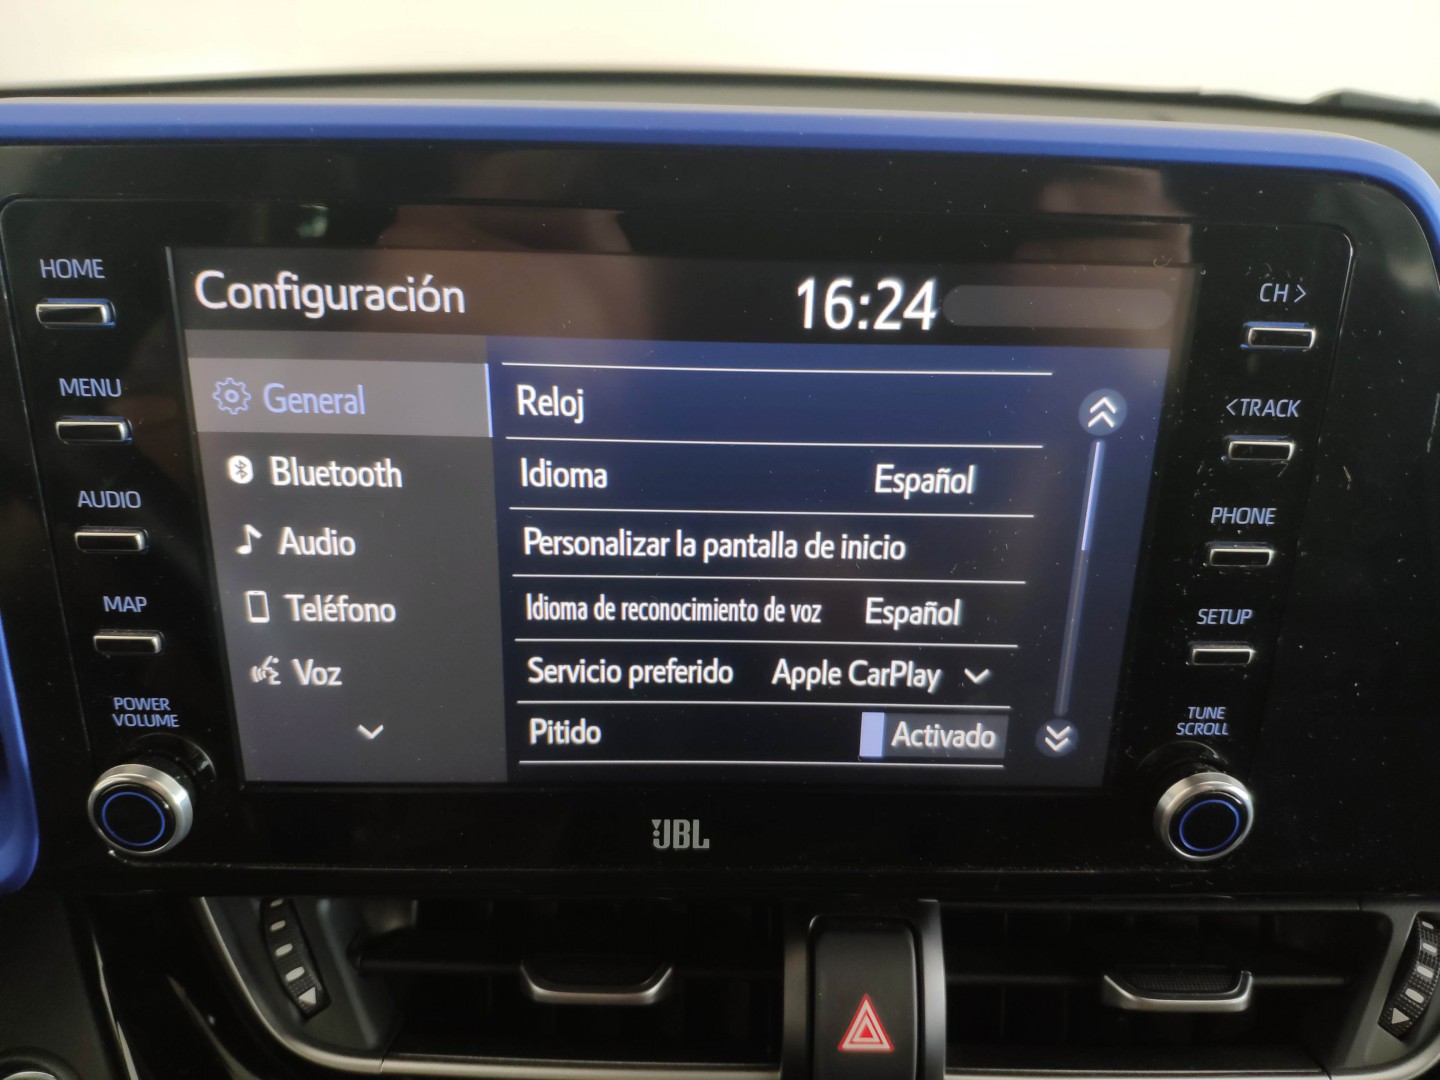 HOME
MENU
AUDIO
MAP
POWER
VOLUME
Configuración
16:24
General
Bluetooth
Audio
Teléfono
Voz
Reloj
Idioma Español
Personalizar la pantalla de inicio
Idioma de reconocimiento de voz Español
Servicio preferido Apple CarPlay
Pitido Activado
CH >
<TRACK
PHONE
SETUP
TUNE
SCROLL
JBL